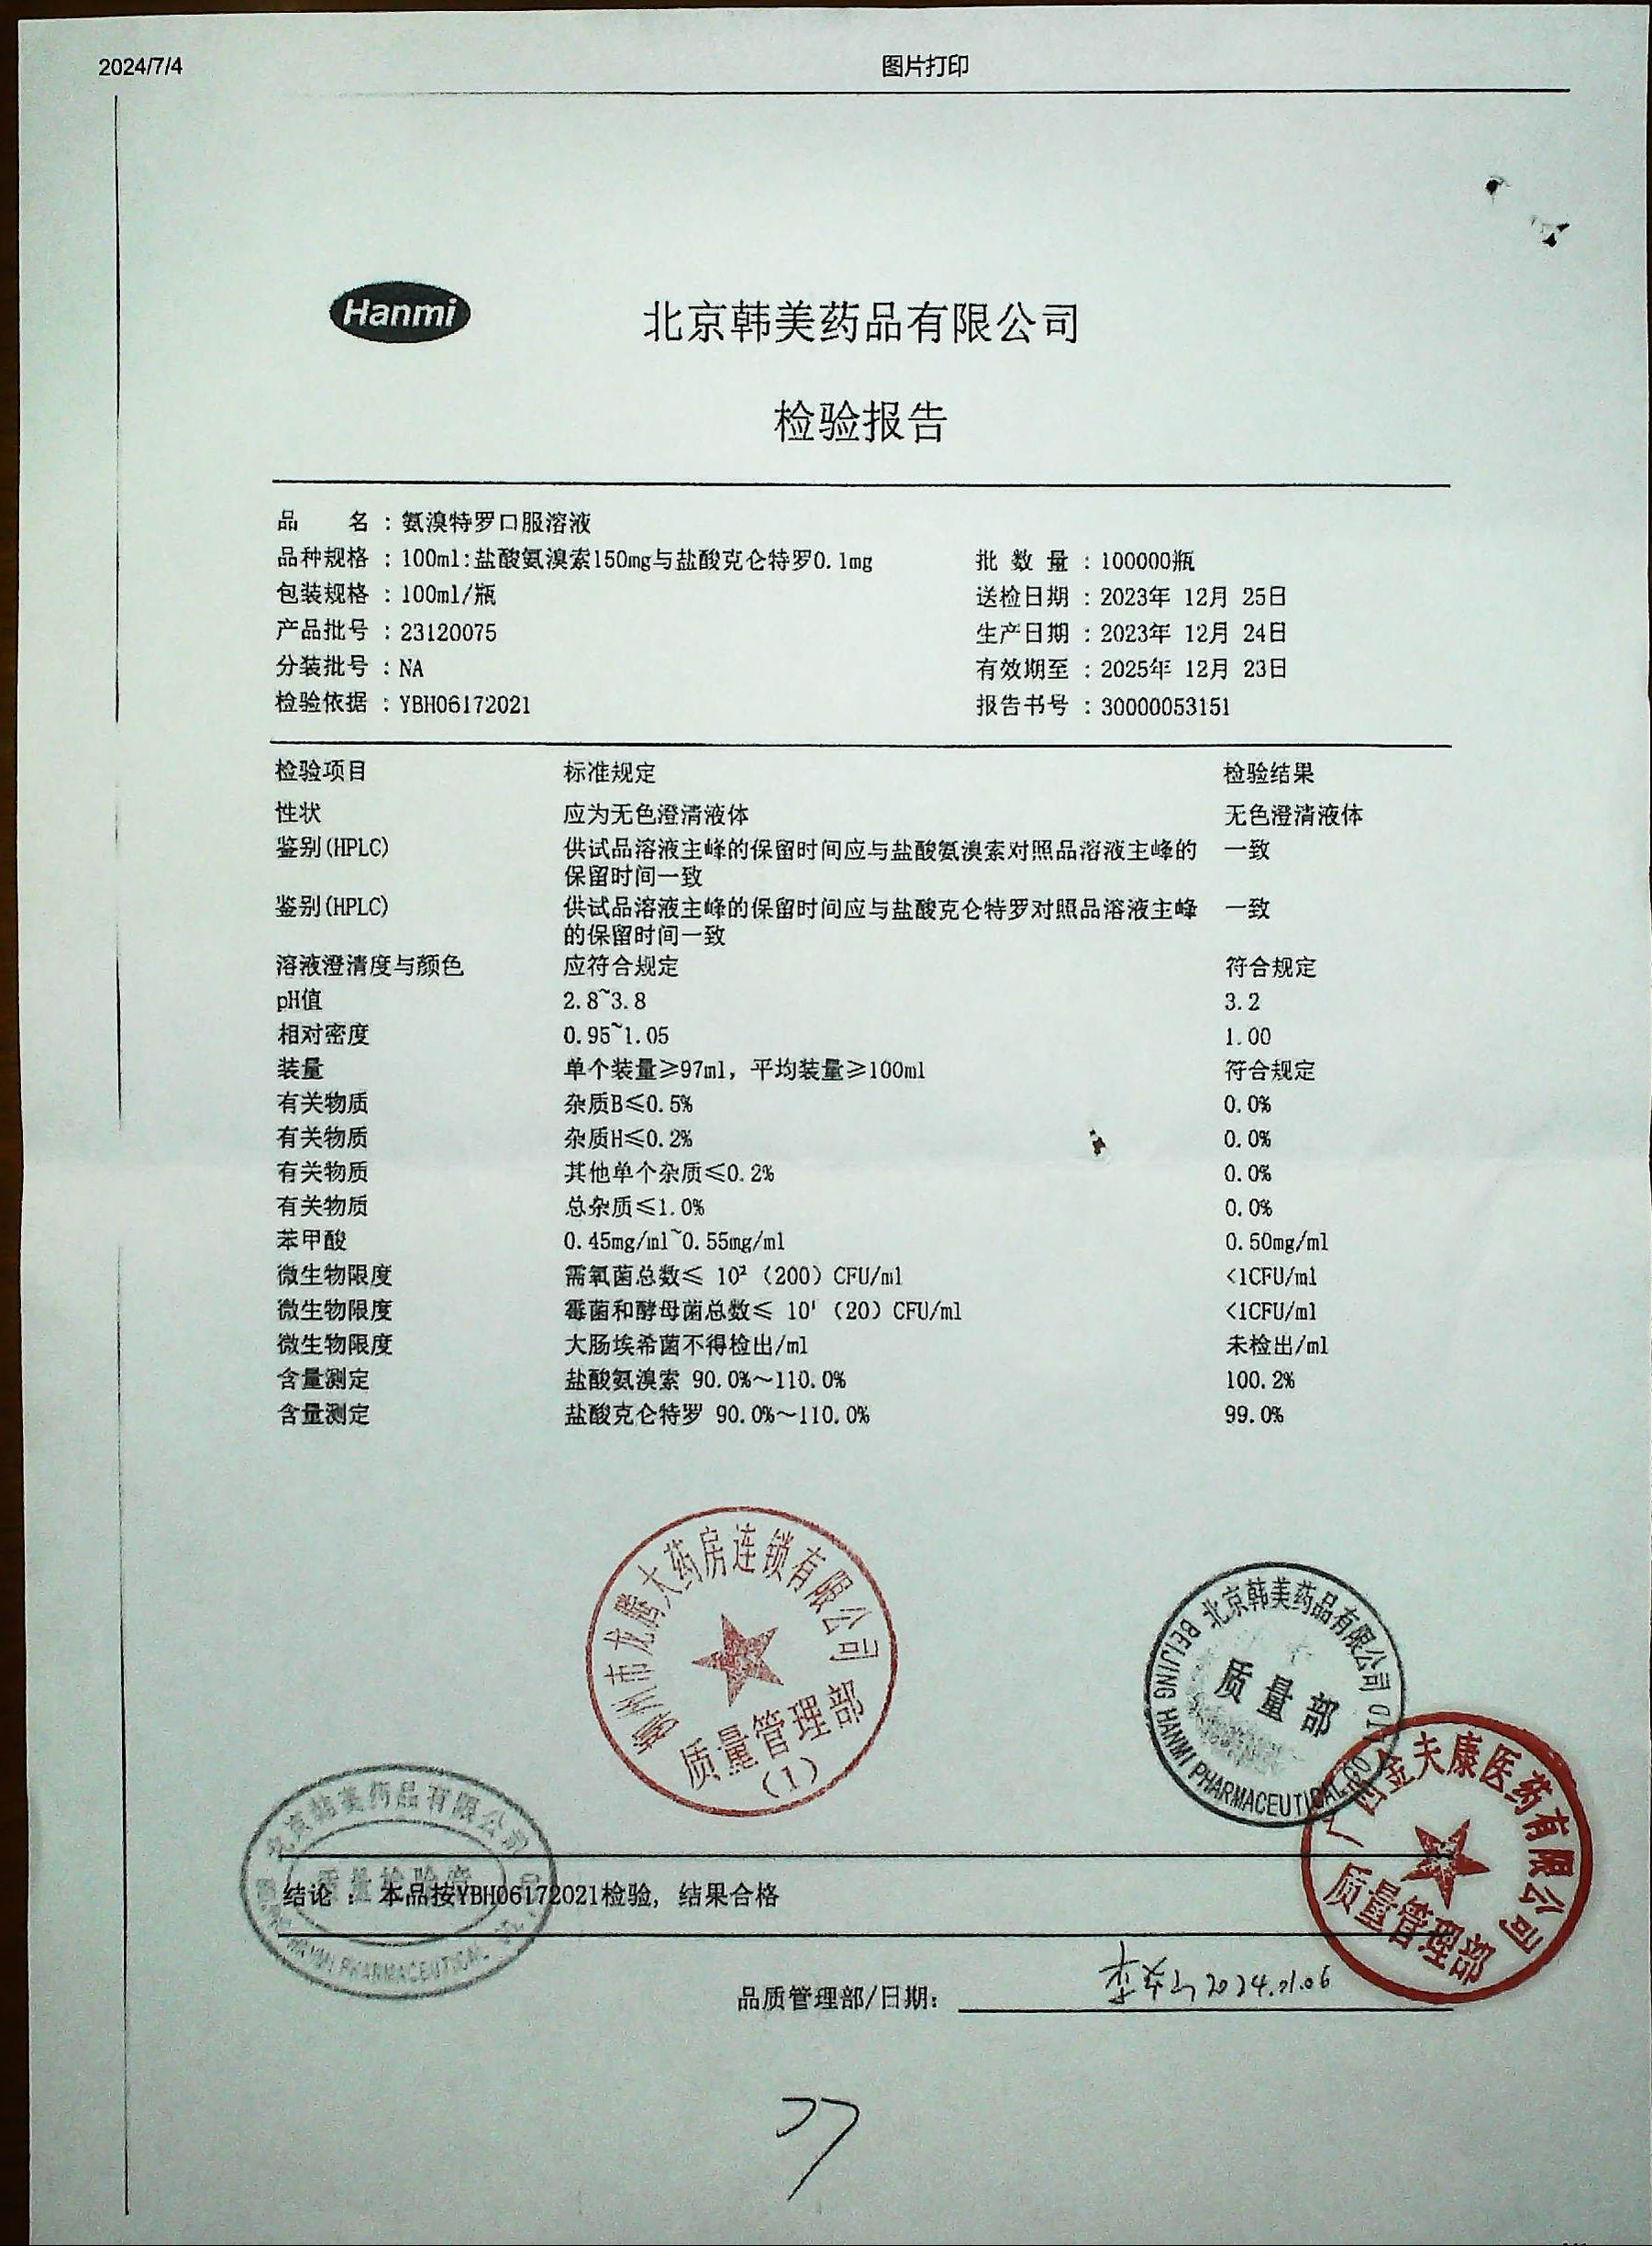 2024/7/4 图片打印
Hanmi 北京韩美药品有限公司
检验报告
品 名 : 氨溴特罗口服溶液
品种规格 : 100ml:盐酸氨溴索150mg与盐酸克仑特罗0.1mg 批 数 量 : 100000瓶
包装规格 : 100ml/瓶 送检日期 : 2023年 12月 25日
产品批号 : 23120075 生产日期 : 2023年 12月 24日
分装批号 : NA 有效期至 : 2025年 12月 23日
检验依据 : YBH06172021 报告书号 : 30000053151
检验项目 标准规定 检验结果
性状 应为无色澄清液体 无色澄清液体
鉴别(HPLC) 供试品溶液主峰的保留时间应与盐酸氨溴索对照品溶液主峰的 一致
保留时间一致
鉴别(HPLC) 供试品溶液主峰的保留时间应与盐酸克仑特罗对照品溶液主峰 一致
的保留时间一致
溶液澄清度与颜色 应符合规定 符合规定
pH值 2.8~3.8 3.2
相对密度 0.95~1.05 1.00
装量 单个装量≥97ml，平均装量≥100ml 符合规定
有关物质 杂质B≤0.5% 0.0%
有关物质 杂质H≤0.2% 0.0%
有关物质 其他单个杂质≤0.2% 0.0%
有关物质 总杂质≤1.0% 0.0%
苯甲酸 0.45mg/ml~0.55mg/ml 0.50mg/ml
微生物限度 需氧菌总数≤ 10² （200）CFU/ml <1CFU/ml
微生物限度 霉菌和酵母菌总数≤ 10¹ （20）CFU/ml <1CFU/ml
微生物限度 大肠埃希菌不得检出/ml 未检出/ml
含量测定 盐酸氨溴索 90.0%～110.0% 100.2%
含量测定 盐酸克仑特罗 90.0%～110.0% 99.0%
柳州市龙腾大药房连锁有限公司
质量管理部
(1)
北京韩美药品有限公司
质量部
BEIJING HANMI PHARMACEUTICAL CO. LTD
广西金夫康医药有限公司
质量管理部
北京韩美药品有限公司
质量检验章
HANMI PHARMACEUTICAL
结论 : 本品按YBH06172021检验, 结果合格
品质管理部/日期: 2024.01.06